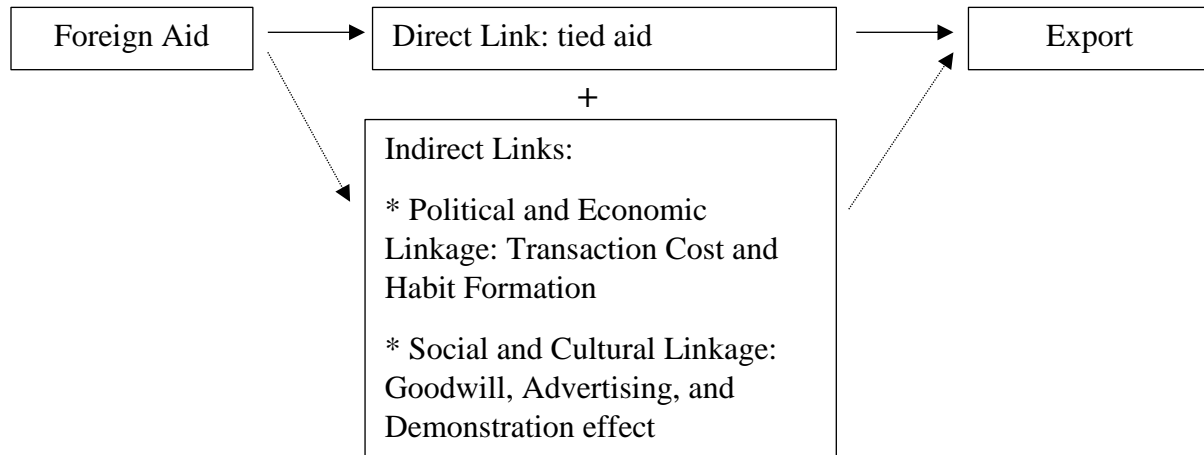 Foreign Aid
Direct Link: tied aid
Export
+
Indirect Links:
* Political and Economic
Linkage: Transaction Cost and
Habit Formation
* Social and Cultural Linkage:
Goodwill, Advertising, and
Demonstration effect